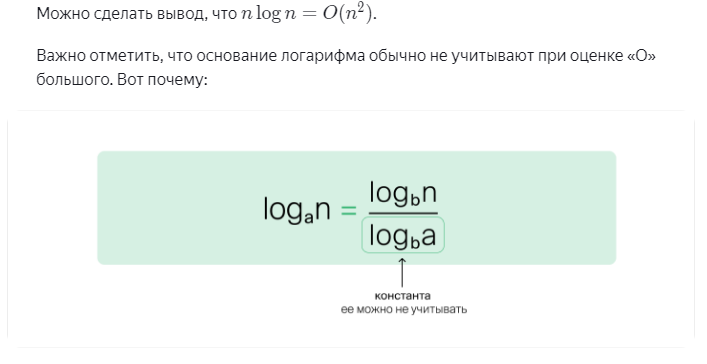 Можно сделать вывод, что n log n = O(n²).
Важно отметить, что основание логарифма обычно не учитывают при оценке «О»
большого. Вот почему:
logₐn = log_b n / log_b a
константа
ее можно не учитывать